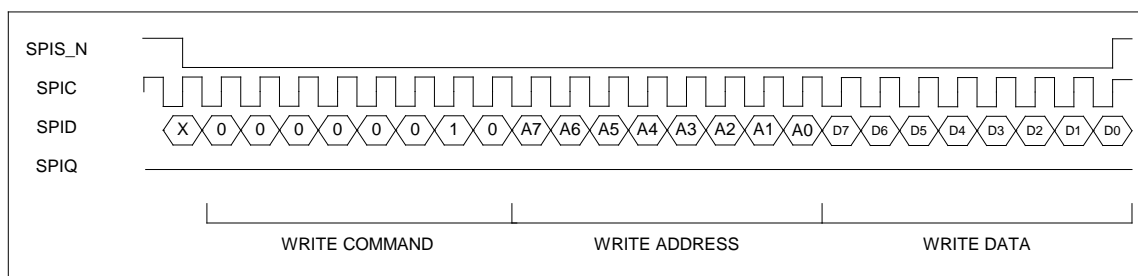 SPIS_N
SPIC
SPID X 0 0 0 0 0 0 1 0 A7 A6 A5 A4 A3 A2 A1 A0 D7 D6 D5 D4 D3 D2 D1 D0
SPIQ
WRITE COMMAND WRITE ADDRESS WRITE DATA